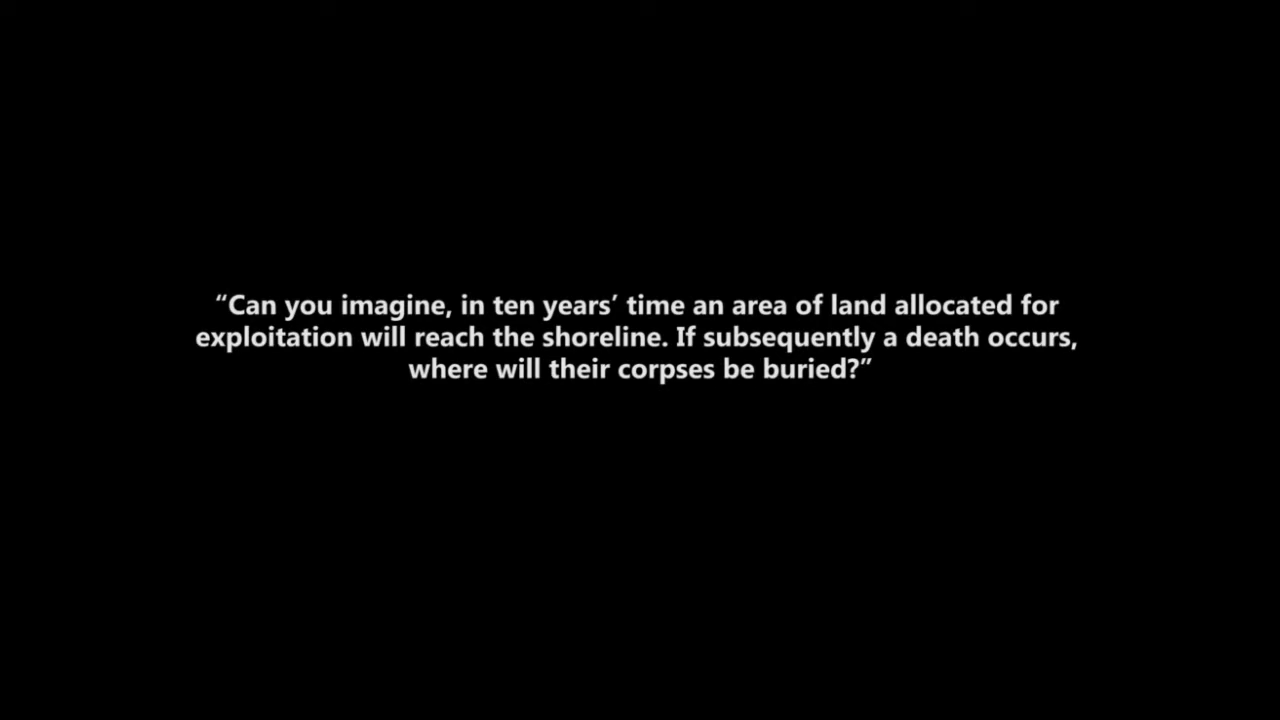 “Can you imagine, in ten years’ time an area of land allocated for
exploitation will reach the shoreline. If subsequently a death occurs,
where will their corpses be buried?”